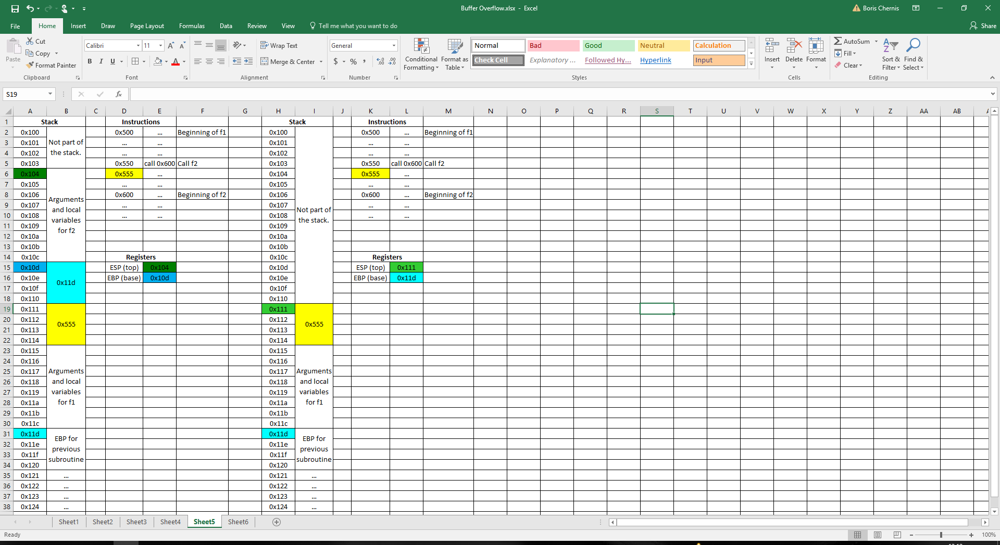 Buffer Overflow.xlsx - Excel
Boris Chernis
File Home Insert Draw Page Layout Formulas Data Review View Tell me what you want to do Share
Paste
Cut
Copy
Format Painter
Clipboard
Calibri 11
B I U
Font
Wrap Text
Merge & Center
Alignment
General
$ % ,
Number
Conditional Formatting
Format as Table
Normal Bad Good Neutral Calculation
Check Cell Explanatory ... Followed Hy... Hyperlink Input
Styles
Insert Delete Format
Cells
AutoSum
Fill
Clear
Sort & Filter
Find & Select
Editing
S19 fx
A B C D E F G H I J K L M N O P Q R S T U V W X Y Z AA AB
1 Stack Instructions Stack Instructions
2 0x100 0x500 ... Beginning of f1 0x100 0x500 ... Beginning of f1
3 0x101 Not part of ... ... 0x101 ... ...
4 0x102 the stack. ... ... 0x102 ... ...
5 0x103 0x550 call 0x600 Call f2 0x103 0x550 call 0x600 Call f2
6 0x104 0x555 ... 0x104 0x555 ...
7 0x105 ... ... 0x105 ... ...
8 0x106 Arguments 0x600 ... Beginning of f2 0x106 0x600 ... Beginning of f2
9 0x107 and local ... ... 0x107 Not part of ... ...
10 0x108 variables ... ... 0x108 the stack. ... ...
11 0x109 for f2 0x109
12 0x10a 0x10a
13 0x10b 0x10b
14 0x10c Registers 0x10c Registers
15 0x10d ESP (top) 0x104 0x10d ESP (top) 0x111
16 0x10e 0x11d EBP (base) 0x10d 0x10e EBP (base) 0x11d
17 0x10f 0x10f
18 0x110 0x110
19 0x111 0x111
20 0x112 0x555 0x112 0x555
21 0x113 0x113
22 0x114 0x114
23 0x115 0x115
24 0x116 0x116
25 0x117 Arguments 0x117 Arguments
26 0x118 and local 0x118 and local
27 0x119 variables 0x119 variables
28 0x11a for f1 0x11a for f1
29 0x11b 0x11b
30 0x11c 0x11c
31 0x11d EBP for 0x11d EBP for
32 0x11e previous 0x11e previous
33 0x11f subroutine 0x11f subroutine
34 0x120 0x120
35 0x121 ... 0x121 ...
36 0x122 ... 0x122 ...
37 0x123 ... 0x123 ...
38 0x124 ... 0x124 ...
Sheet1 Sheet2 Sheet3 Sheet4 Sheet5 Sheet6
Ready 100%